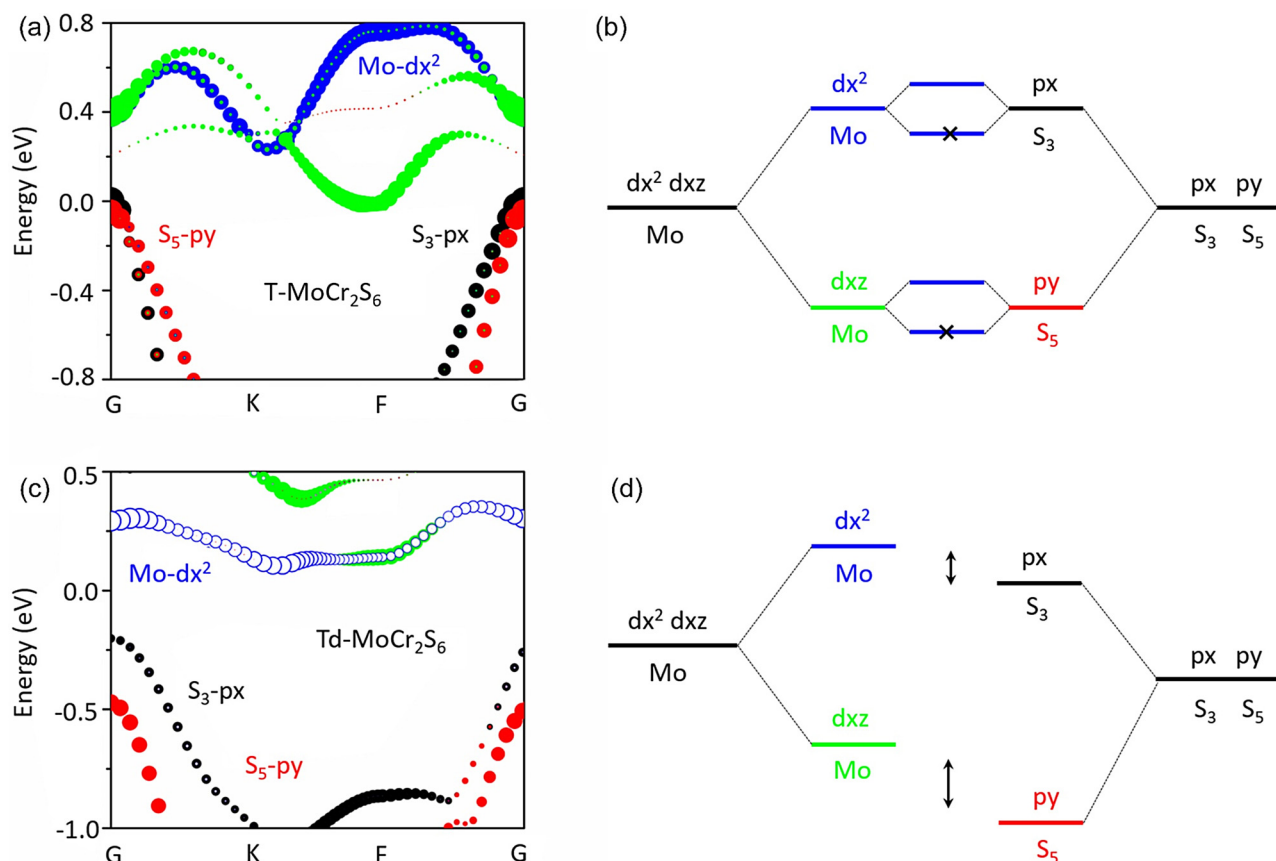 (a)
0.8
0.4
0.0
-0.4
-0.8
Energy (eV)
Mo-dx²
S₅-py
S₃-px
T-MoCr₂S₆
G K F G
(b)
dx²
Mo
px
S₃
dx² dxz
Mo
px py
S₃ S₅
dxz
Mo
py
S₅
(c)
0.5
0.0
-0.5
-1.0
Energy (eV)
Mo-dx²
Td-MoCr₂S₆
S₃-px
S₅-py
G K F G
(d)
dx²
Mo
px
S₃
dx² dxz
Mo
px py
S₃ S₅
dxz
Mo
py
S₅